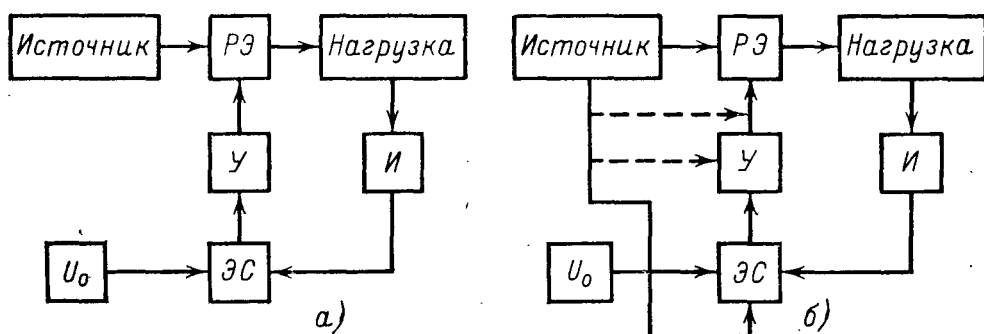 Источник
РЭ
Нагрузка
У
И
U₀
ЭС
а)
Источник
РЭ
Нагрузка
У
И
U₀
ЭС
б)